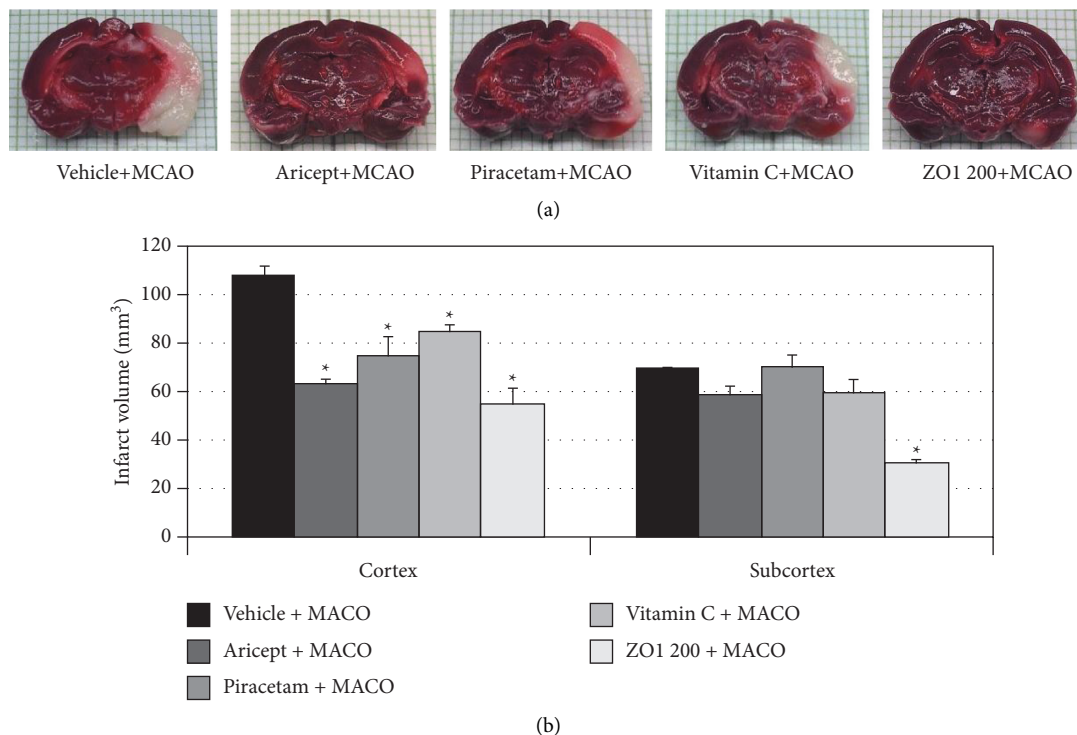 Vehicle+MCAO Aricept+MCAO Piracetam+MCAO Vitamin C+MCAO ZO1 200+MCAO
(a)
Infarct volume (mm³)
120
100
80
60
40
20
0
* * * *
*
Cortex Subcortex
Vehicle + MACO
Aricept + MACO
Piracetam + MACO
Vitamin C + MACO
ZO1 200 + MACO
(b)